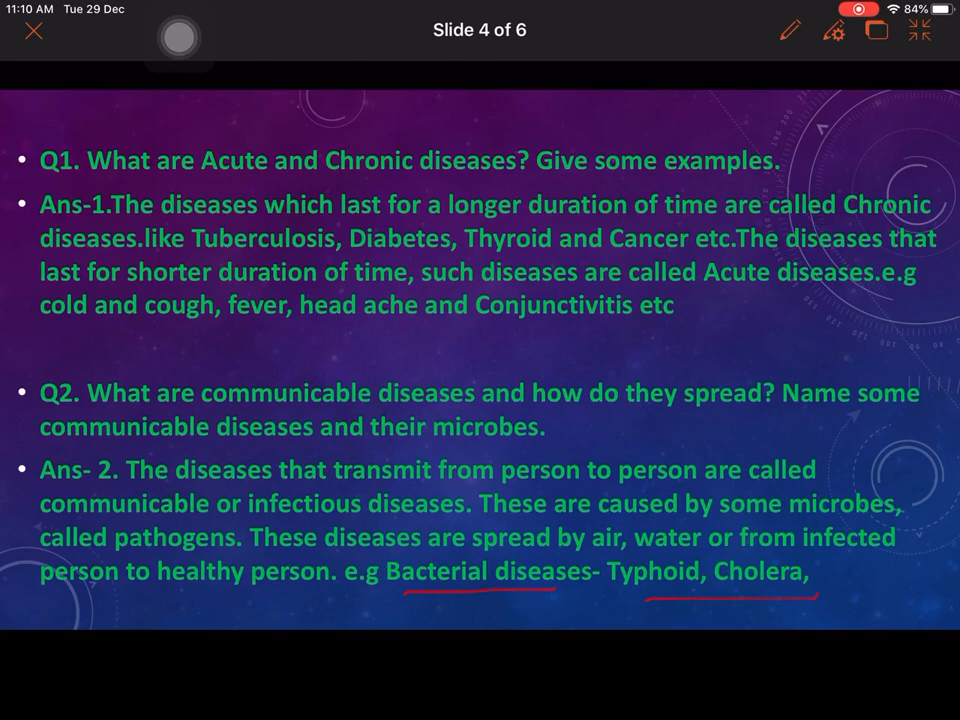 11:10 AM Tue 29 Dec
84%
Slide 4 of 6
• Q1. What are Acute and Chronic diseases? Give some examples.
• Ans-1.The diseases which last for a longer duration of time are called Chronic
diseases.like Tuberculosis, Diabetes, Thyroid and Cancer etc.The diseases that
last for shorter duration of time, such diseases are called Acute diseases.e.g
cold and cough, fever, head ache and Conjunctivitis etc
• Q2. What are communicable diseases and how do they spread? Name some
communicable diseases and their microbes.
• Ans- 2. The diseases that transmit from person to person are called
communicable or infectious diseases. These are caused by some microbes,
called pathogens. These diseases are spread by air, water or from infected
person to healthy person. e.g Bacterial diseases- Typhoid, Cholera,